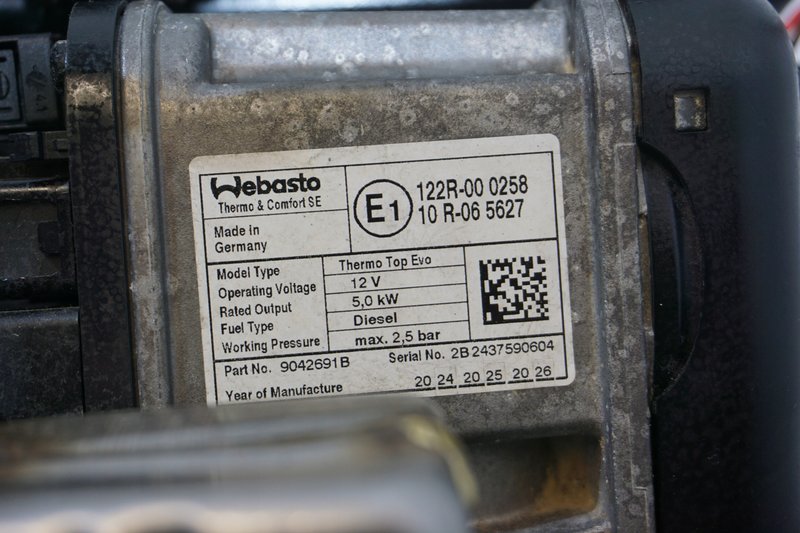 Webasto
Thermo & Comfort SE
Made in
Germany
E1
122R-00 0258
10 R-06 5627
Model Type Thermo Top Evo
Operating Voltage 12 V
Rated Output 5,0 kW
Fuel Type Diesel
Working Pressure max. 2,5 bar
Part No. 9042691B Serial No. 2B 2437590604
Year of Manufacture 20 24 20 25 20 26